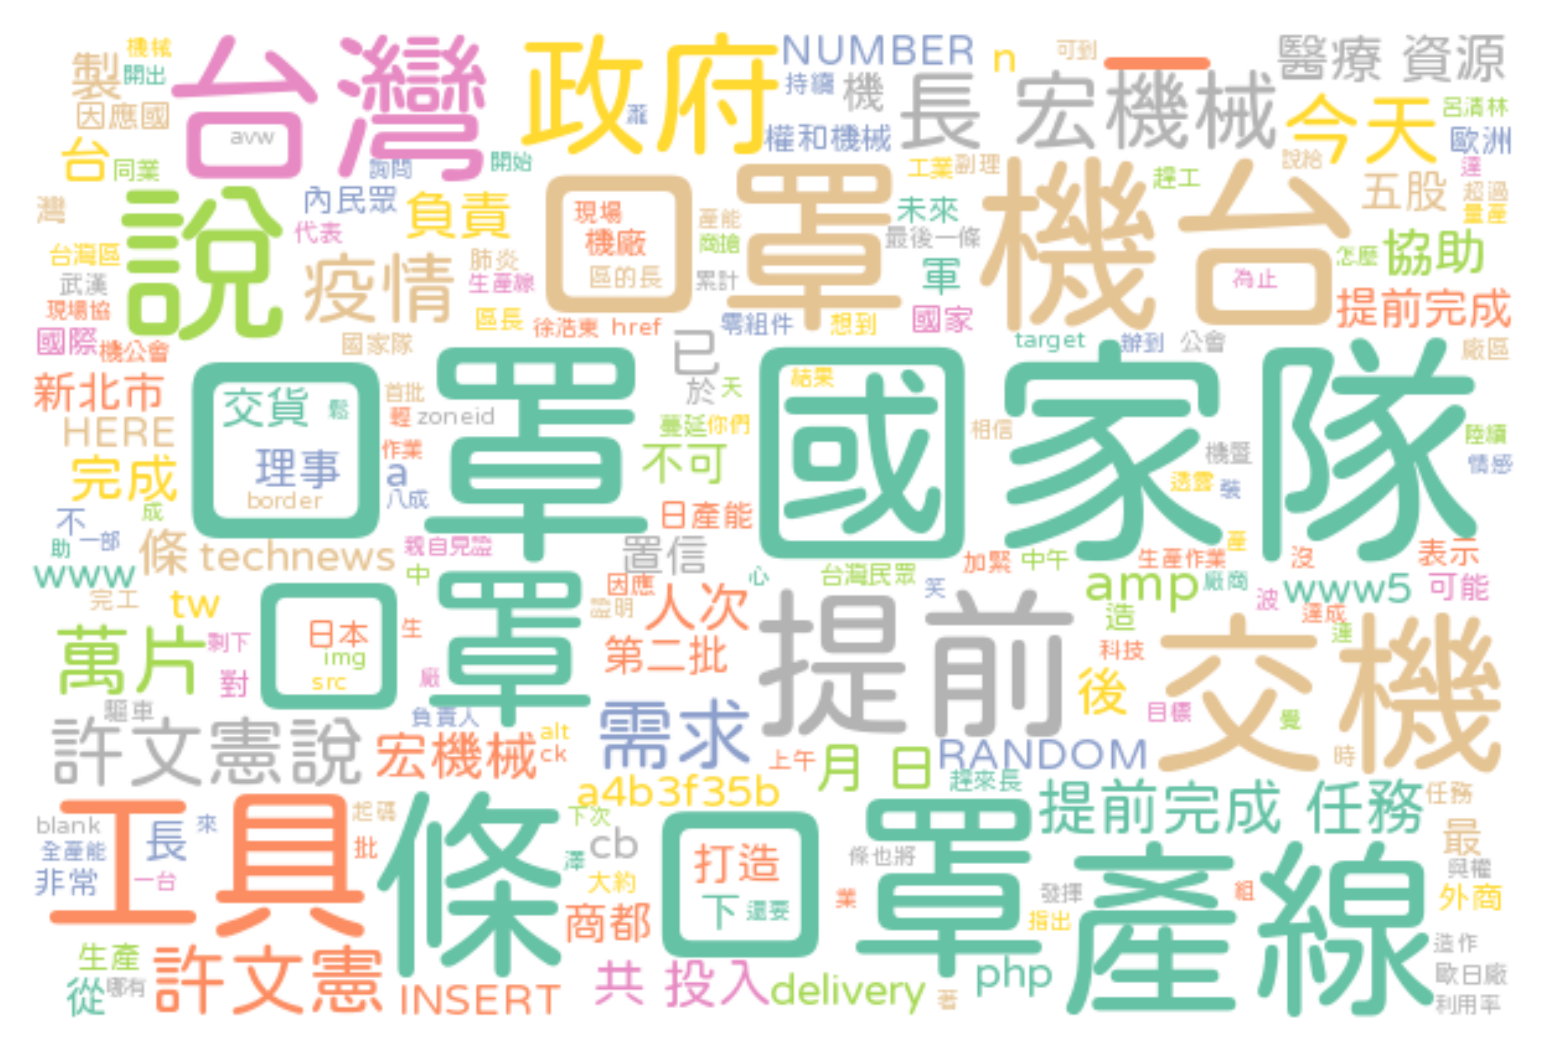 機械
製
開出
因應國
台灣
avw
政府
灑
NUMBER
n
可到
一
醫療 資源
持續
機
長 宏機械
今天
呂清林
歐洲
權和機械
台
同業
詢問
開始
工業
副理
趕工
說給
達
灣
說
內民眾
代表
負責
口罩機台
現場
機廠
區的長
產能
商搶
累計
未來
最後一條
軍
國家
為止
五股
超過
量產
怎麼
協助
台灣區
武漢
現場協
國際
機公會
疫情
肺炎
生產線
區長
徐浩東
href
零組件
想到
提前完成
國家隊
已
於
天
target
辦到
公會
廠區
新北市
HERE
完成
成
口罩國家隊
交貨
鬆
理事
border
首批
輕
zoneid
作業
a
八成
蔓延
你們
不可
日產能
結果
相信
機暨
透露
裝
陸續
情感
不
一部
助
www
條
technews
親自見證
中
置信
因應
心
台灣民眾
加緊
中午
生產作業
產
沒
表示
完工
tw
口罩
日本
img
src
生
廠
證明
人次
第二批
笑
提前
amp
廠商
造
波
www5
可能
達成
運
科技
萬片
剩下
對
驅車
許文憲說
負責人
宏機械
alt
ck
需求
後
目標
交機
覺
時
上午
月 日
RANDOM
a4b3f35b
趕來長
提前完成 任務
任務
blank
全產能
非常
工具
長
來
一台
起碼
批
條
下次
澤
cb
大約
商都
口罩產線
打造
下
還要
條也將
業
發揮
指出
組
最
與權
外商
生產
從
哪有
許文憲
INSERT
共 投入
delivery
著
php
造作
歐日廠
利用率